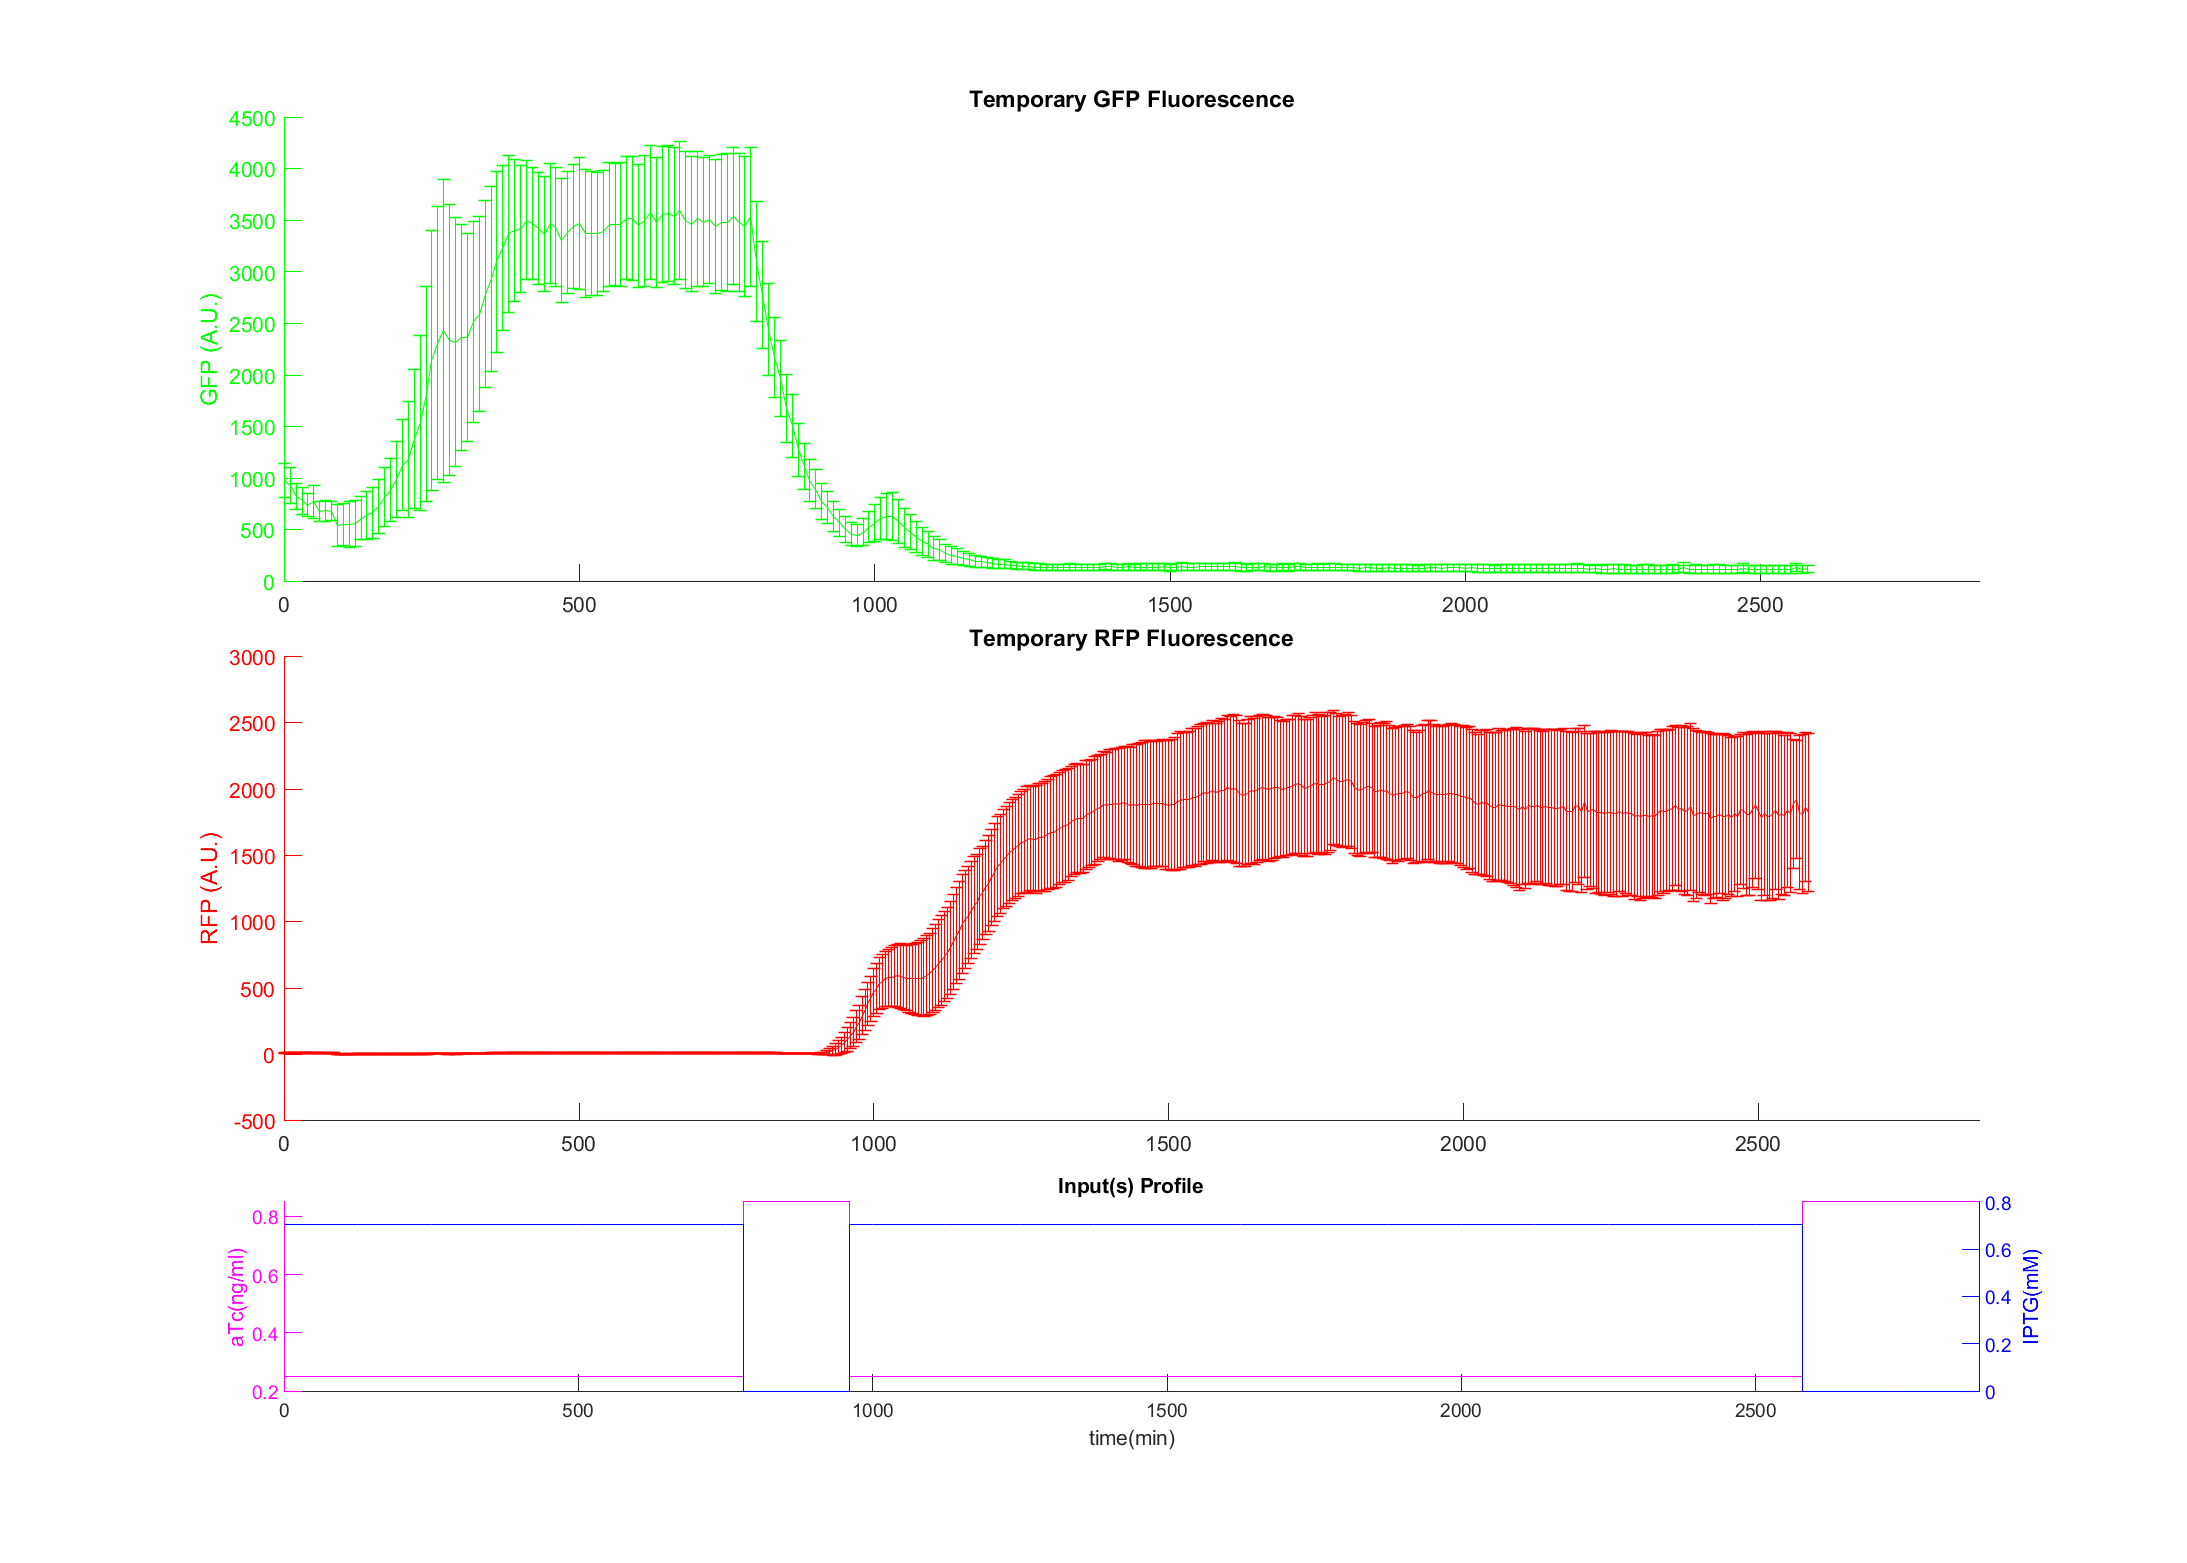 Temporary GFP Fluorescence
4500
4000
3500
3000
2500
2000
1500
1000
500
0
GFP (A.U.)
0 500 1000 1500 2000 2500
Temporary RFP Fluorescence
3000
2500
2000
1500
1000
500
0
-500
RFP (A.U.)
0 500 1000 1500 2000 2500
Input(s) Profile
0.8
0.6
0.4
0.2
aTc(ng/ml)
0.8
0.6
0.4
0.2
0
IPTG(mM)
0 500 1000 1500 2000 2500
time(min)